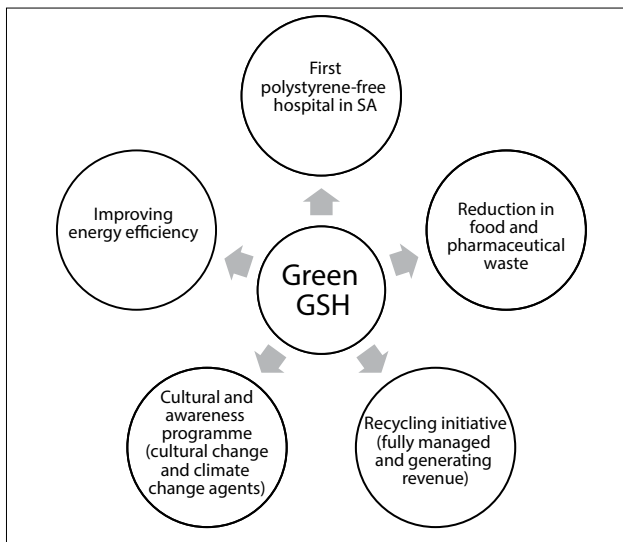 First
polystyrene-free
hospital in SA
Improving
energy efficiency
Reduction in
food and
pharmaceutical
waste
Green
GSH
Cultural and
awareness
programme
(cultural change
and climate
change agents)
Recycling initiative
(fully managed
and generating
revenue)